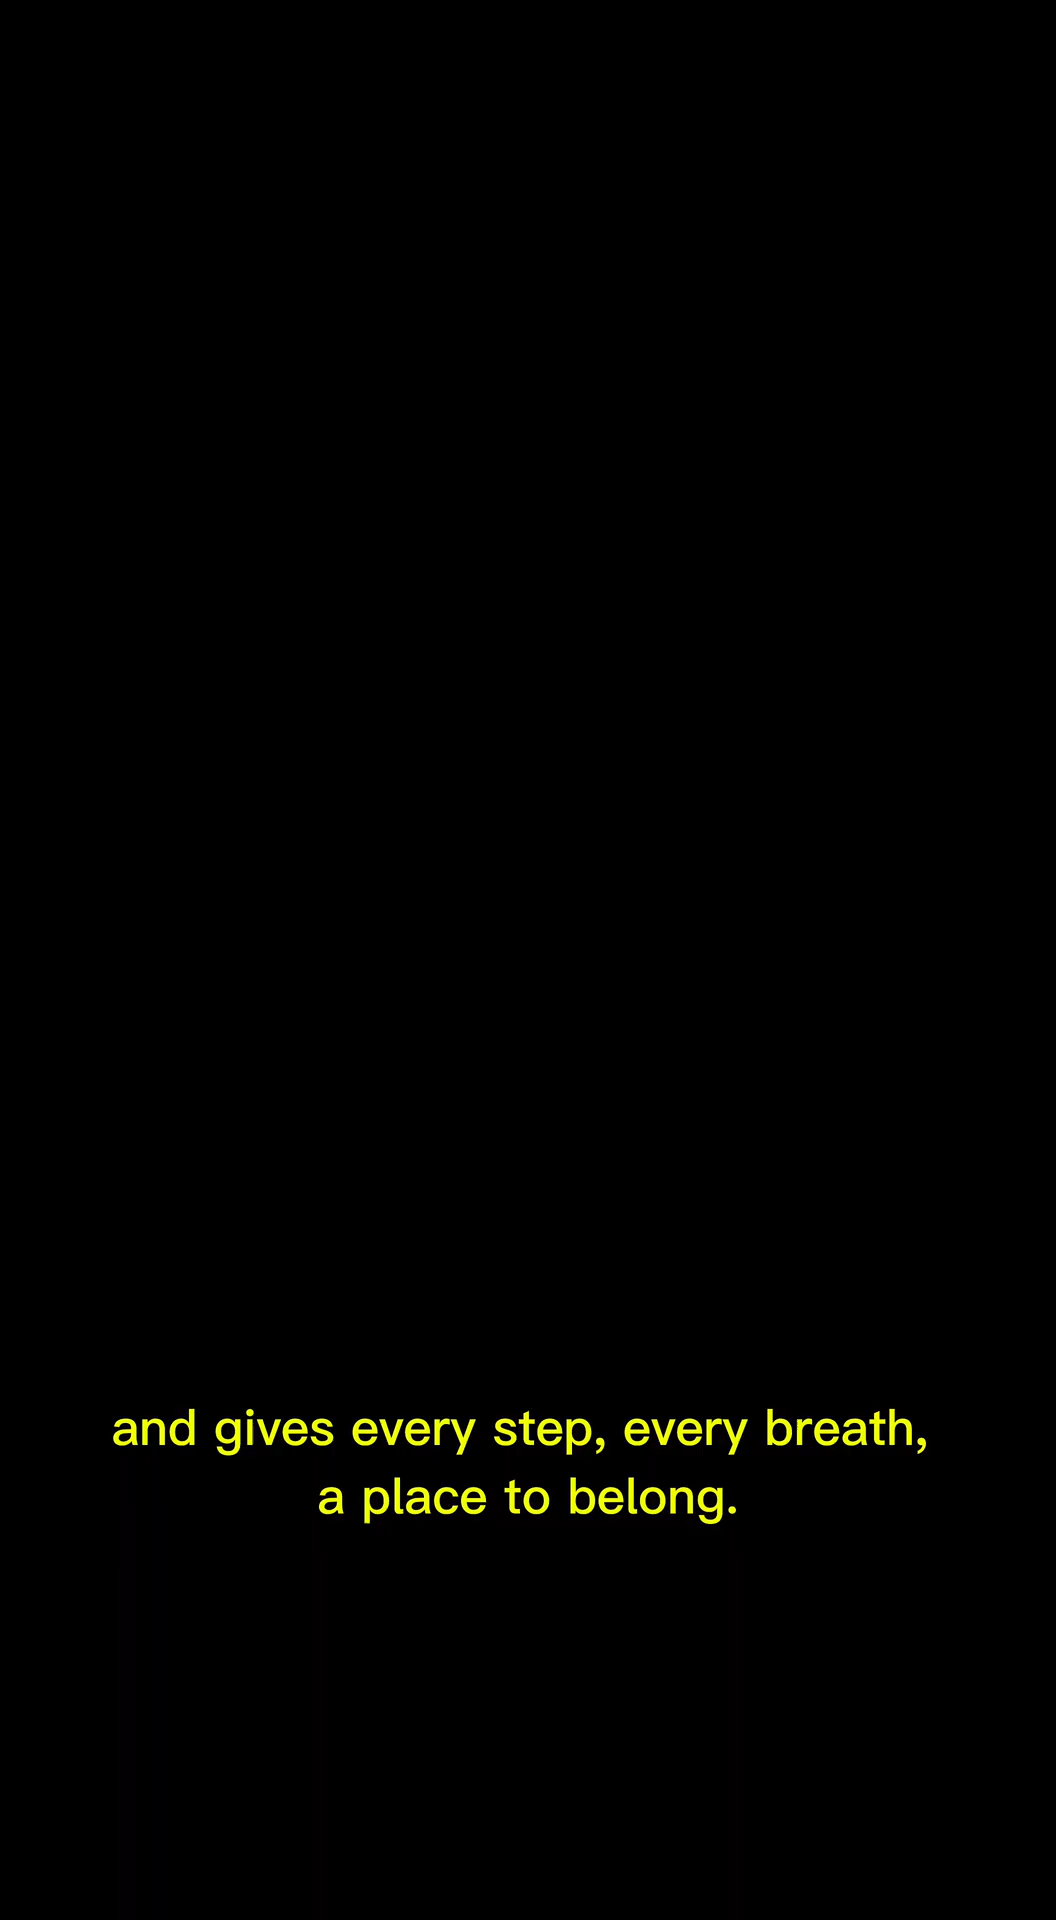 and gives every step, every breath,
a place to belong.